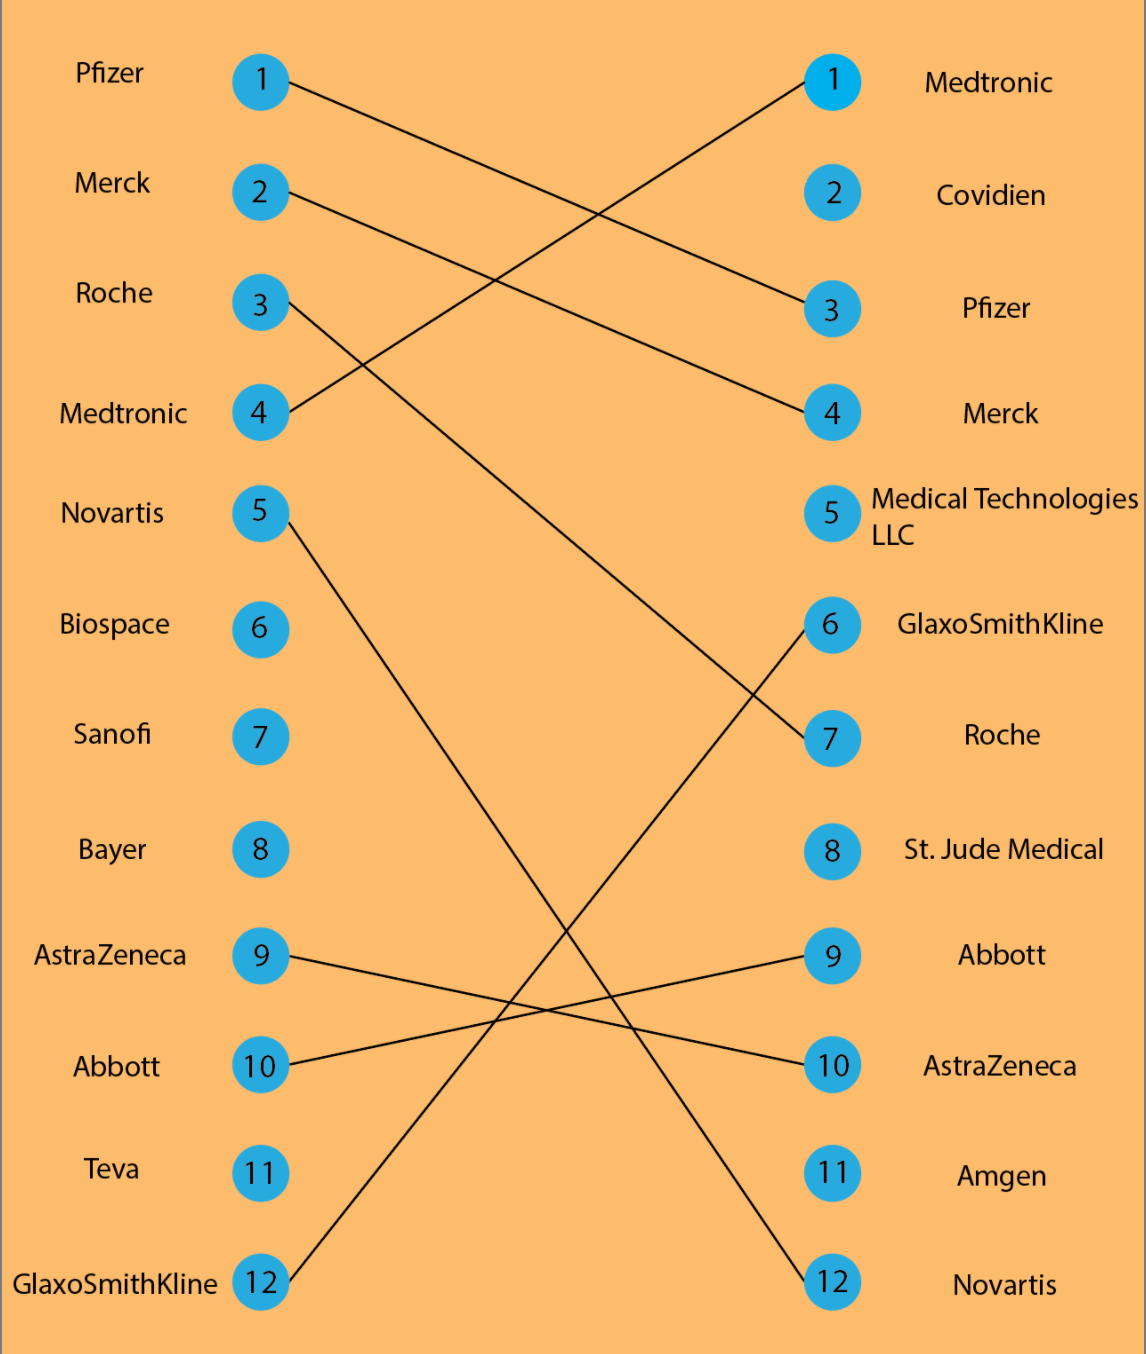 Pfizer 1 1 Medtronic
Merck 2 2 Covidien
Roche 3 3 Pfizer
Medtronic 4 4 Merck
Novartis 5 5 Medical Technologies
LLC
Biospace 6 6 GlaxoSmithKline
Sanofi 7 7 Roche
Bayer 8 8 St. Jude Medical
AstraZeneca 9 9 Abbott
Abbott 10 10 AstraZeneca
Teva 11 11 Amgen
GlaxoSmithKline 12 12 Novartis